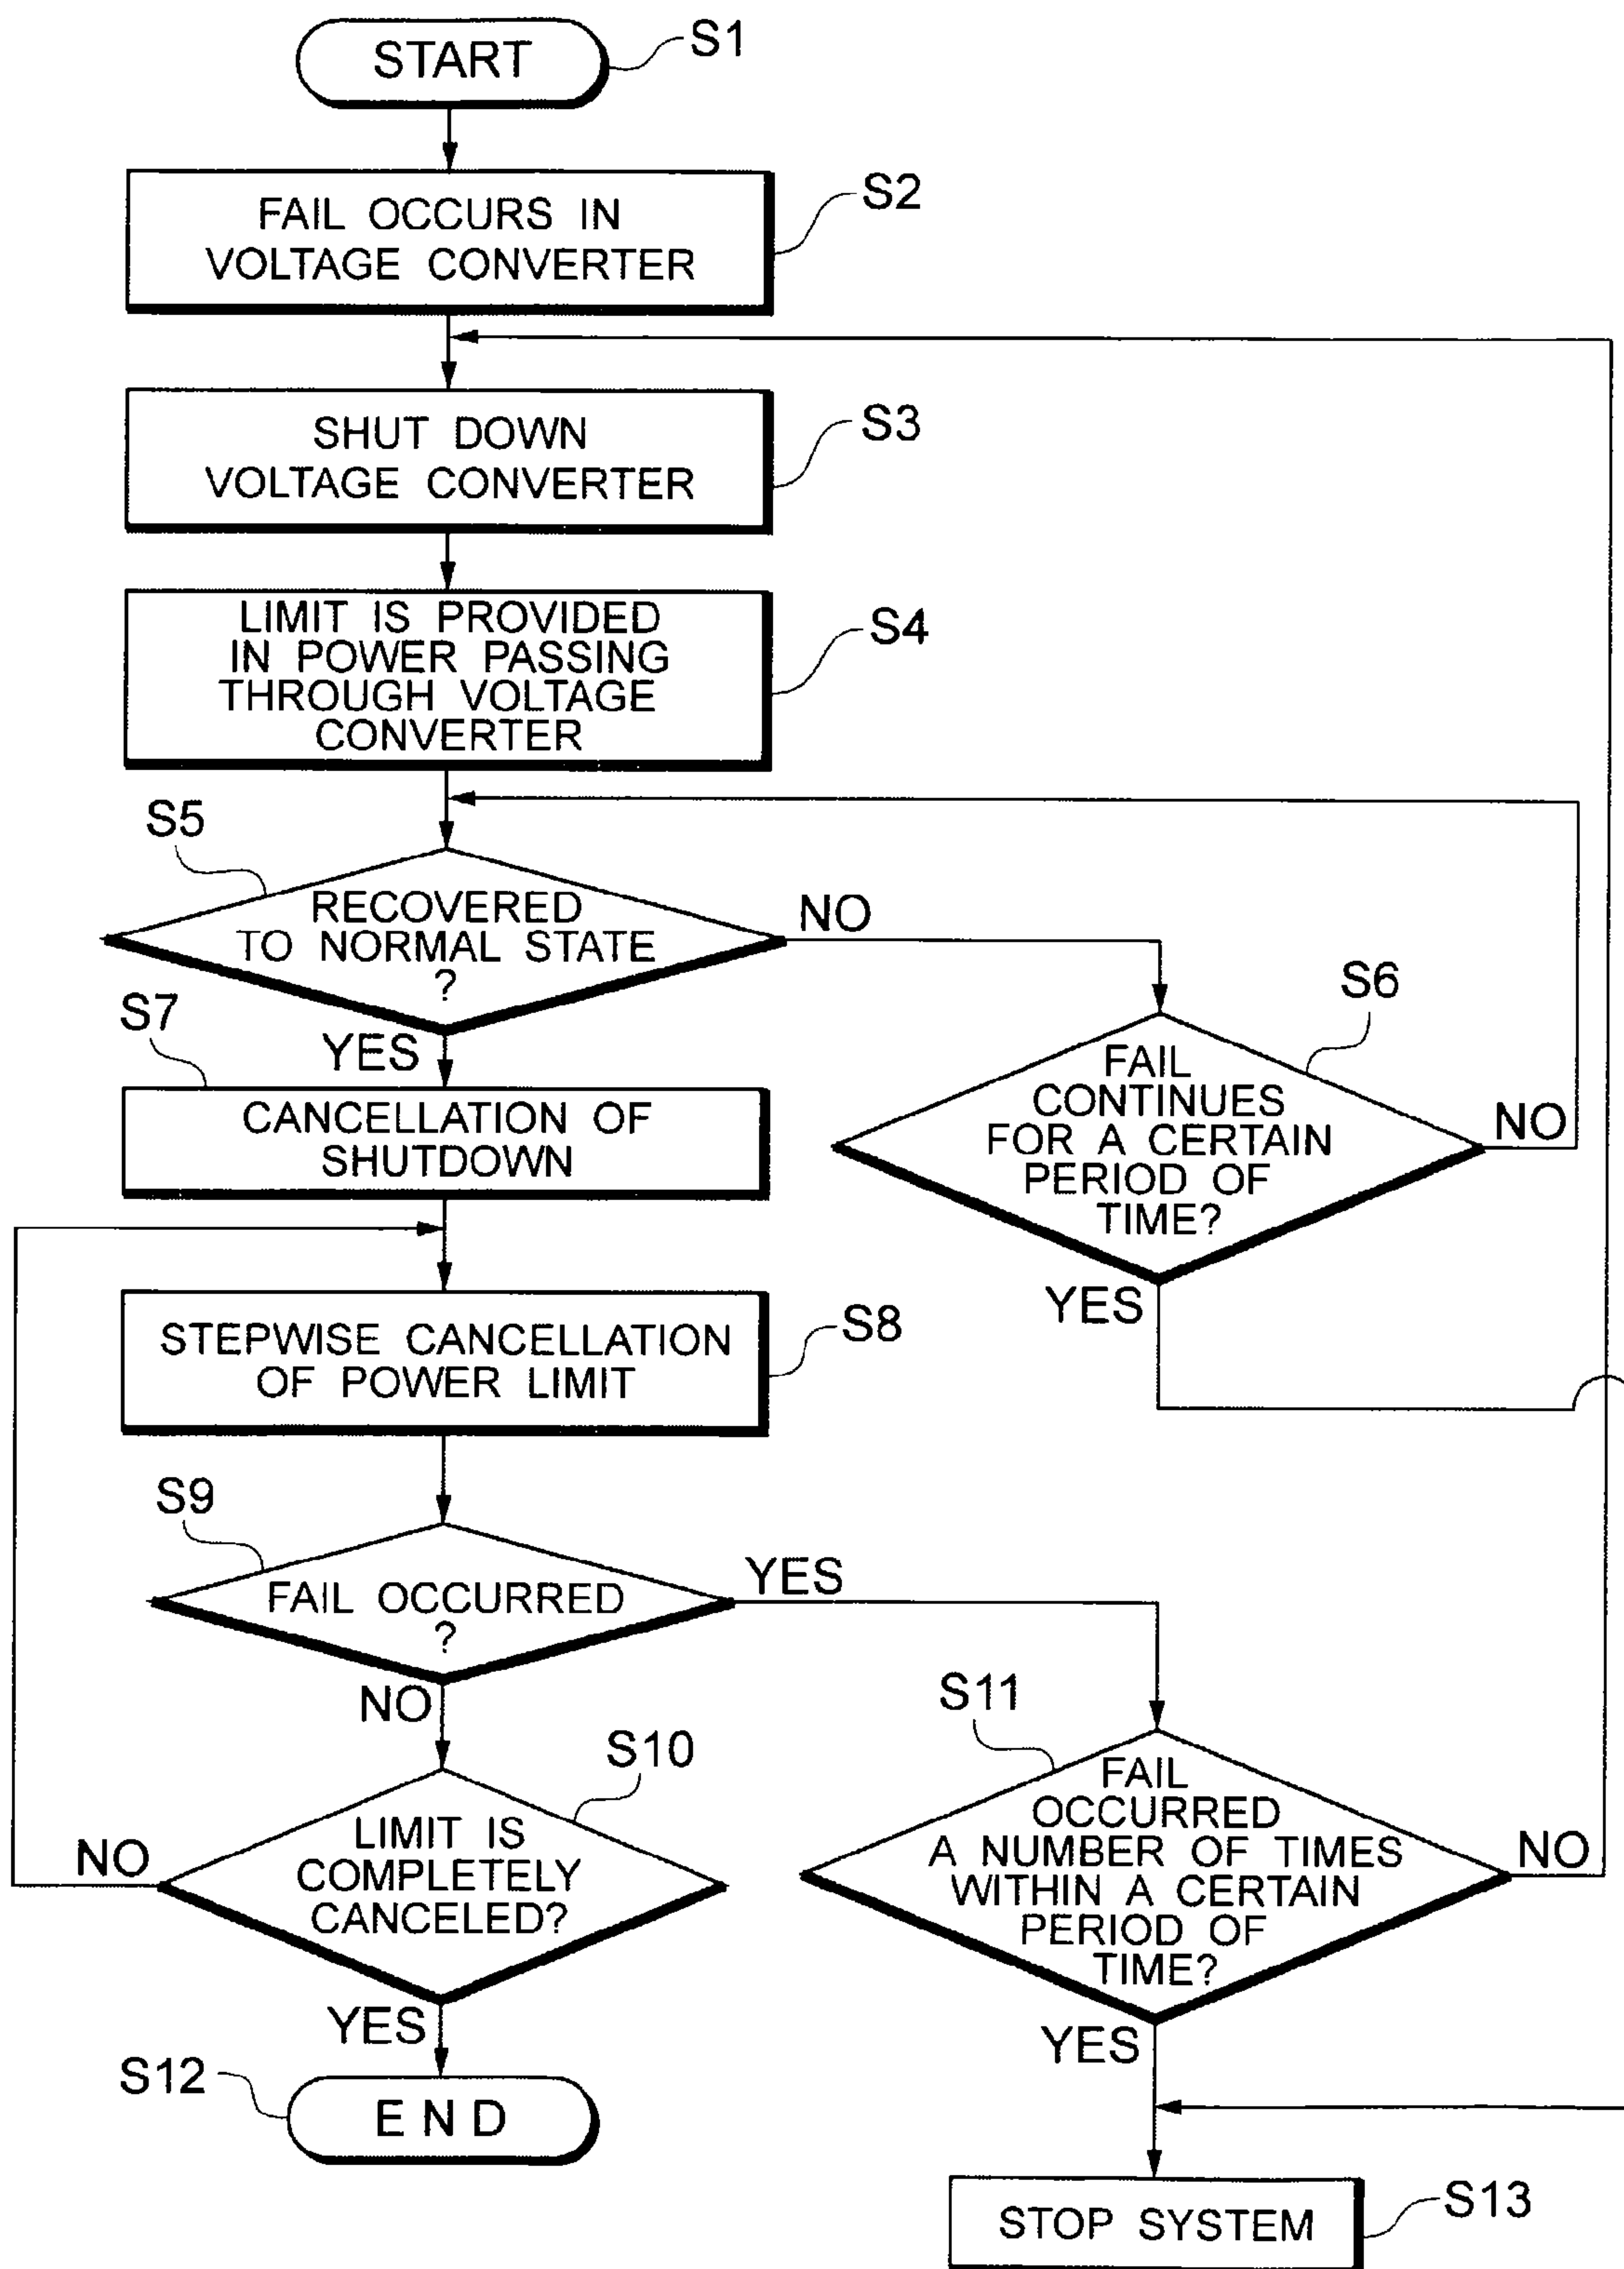 START
S1
FAIL OCCURS IN
VOLTAGE CONVERTER
S2
SHUT DOWN
VOLTAGE CONVERTER
S3
LIMIT IS PROVIDED
IN POWER PASSING
THROUGH VOLTAGE
CONVERTER
S4
S5
RECOVERED
TO NORMAL STATE
?
NO
YES
S6
FAIL
CONTINUES
FOR A CERTAIN
PERIOD OF
TIME?
NO
YES
S7
CANCELLATION OF
SHUTDOWN
STEPWISE CANCELLATION
OF POWER LIMIT
S8
S9
FAIL OCCURRED
?
YES
NO
S10
LIMIT IS
COMPLETELY
CANCELED?
NO
YES
S11
FAIL
OCCURRED
A NUMBER OF TIMES
WITHIN A CERTAIN
PERIOD OF
TIME?
NO
YES
S12
END
STOP SYSTEM
S13